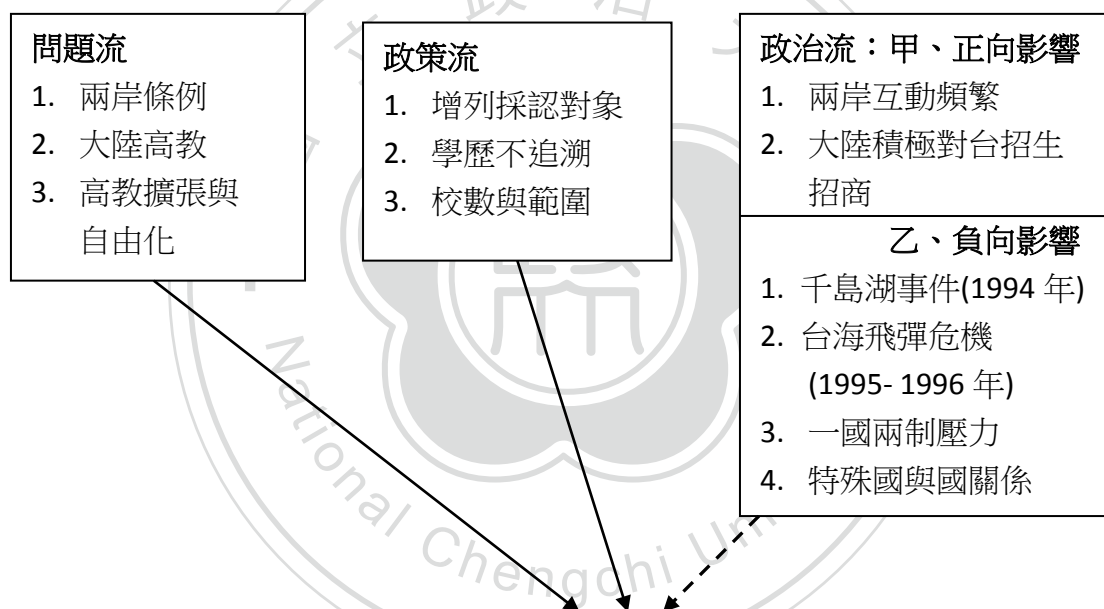 問題流
1. 兩岸條例
2. 大陸高教
3. 高教擴張與
自由化
政策流
1. 增列採認對象
2. 學歷不追溯
3. 校數與範圍
政治流：甲、正向影響
1. 兩岸互動頻繁
2. 大陸積極對台招生
招商
乙、負向影響
1. 千島湖事件(1994 年)
2. 台海飛彈危機
(1995- 1996 年)
3. 一國兩制壓力
4. 特殊國與國關係
政治
National Chengchi Un